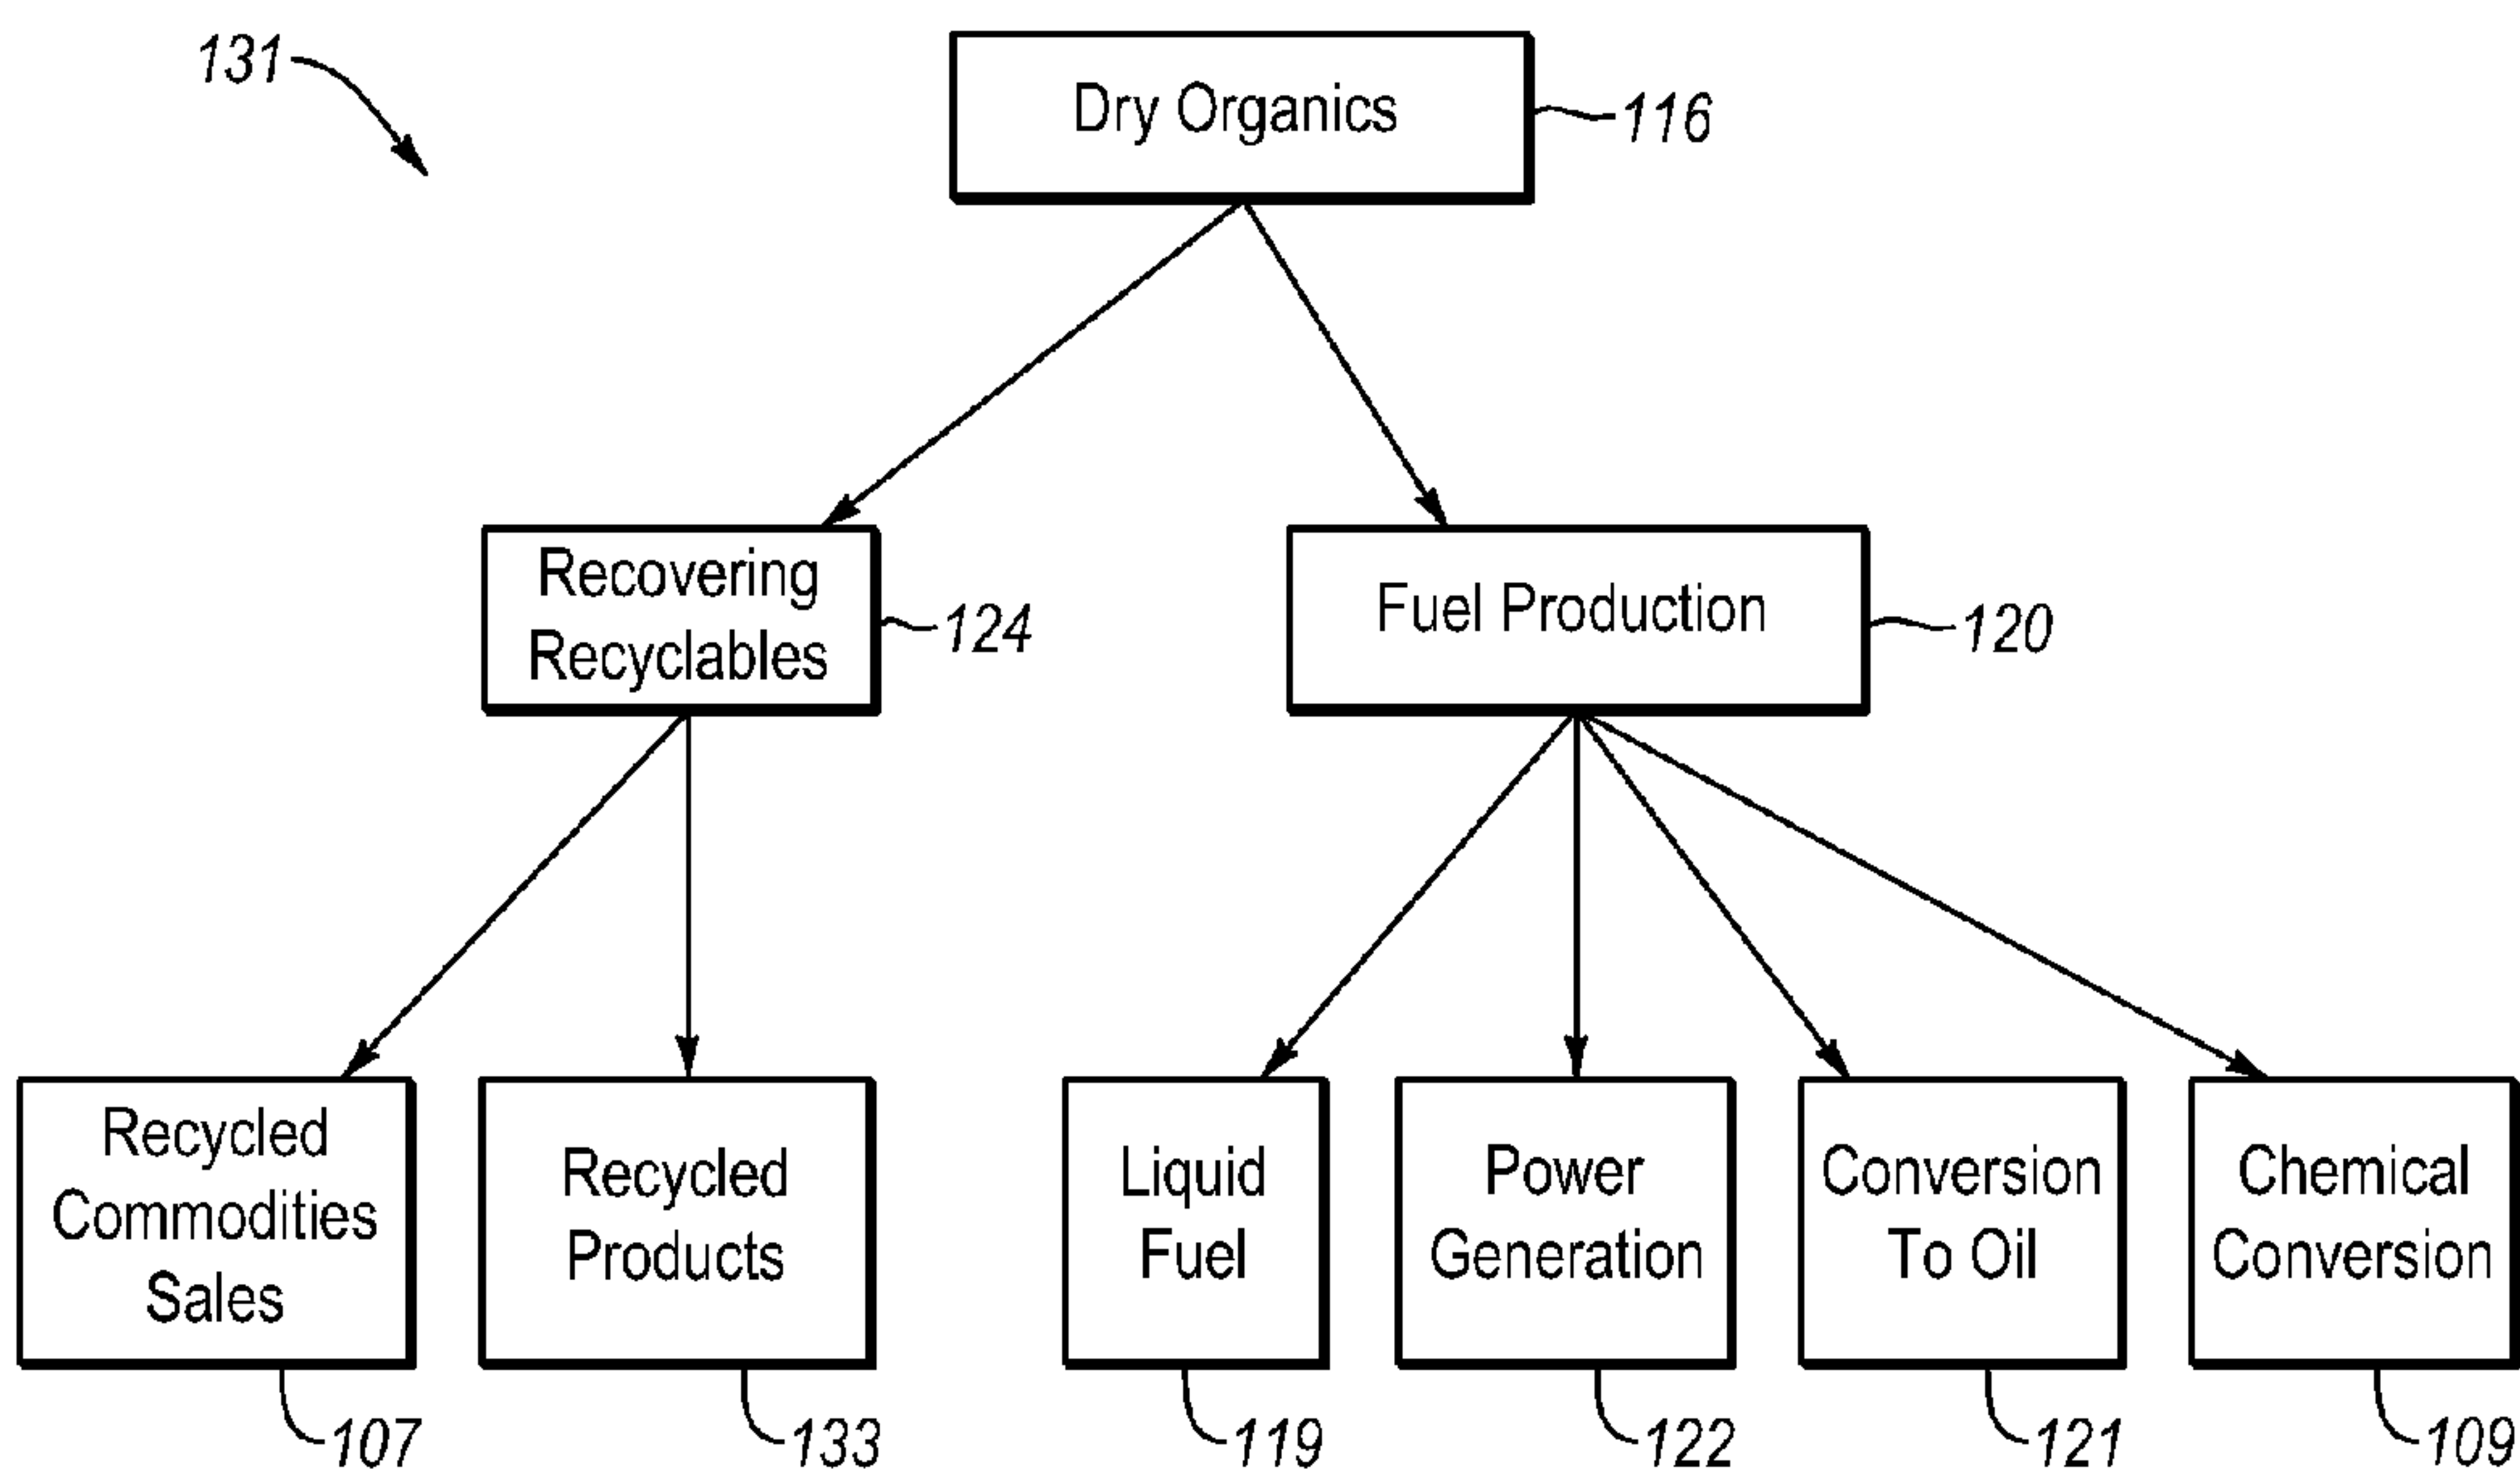 131
Dry Organics
116
Recovering
Recyclables
124
Fuel Production
120
Recycled
Commodities
Sales
107
Recycled
Products
133
Liquid
Fuel
119
Power
Generation
122
Conversion
To Oil
121
Chemical
Conversion
109